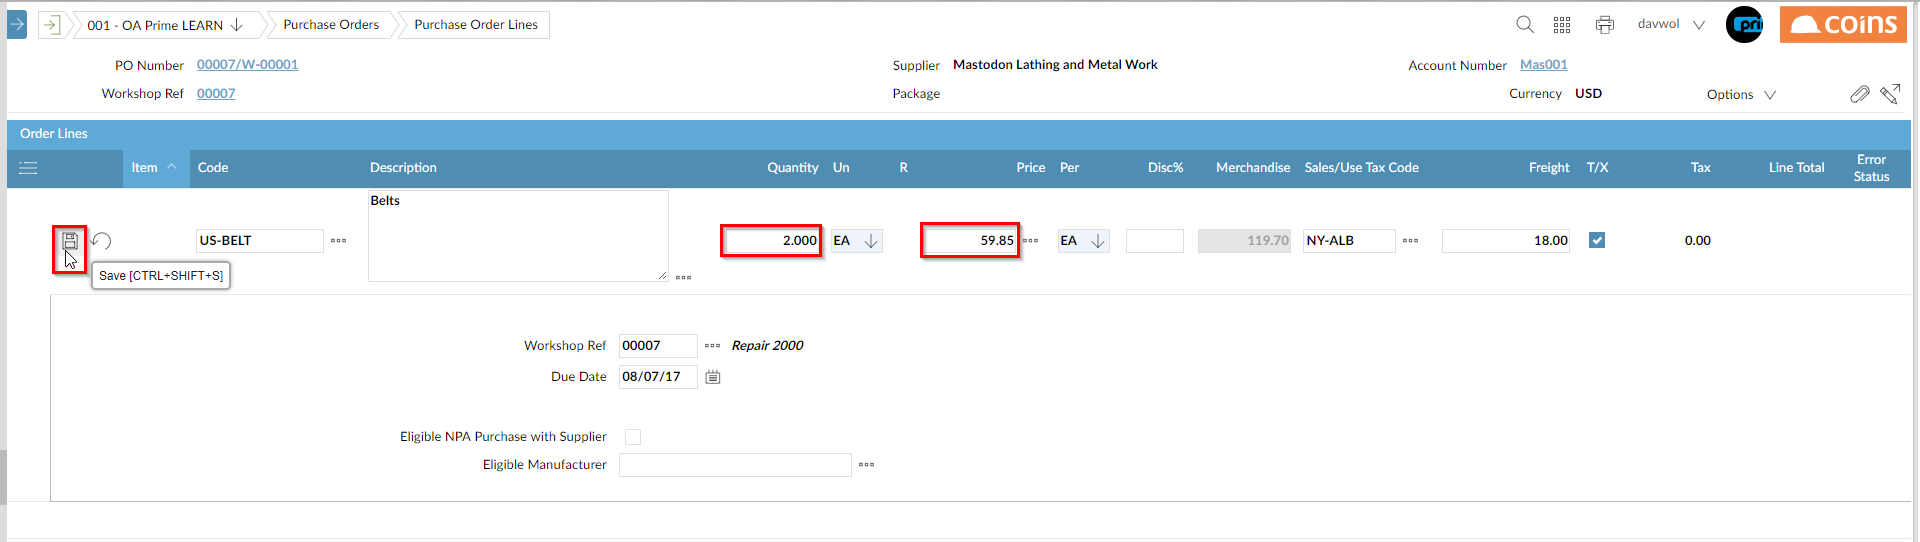 001 - OA Prime LEARN Purchase Orders Purchase Order Lines davwol pri coins
PO Number 00007/W-00001 Supplier Mastodon Lathing and Metal Work Account Number Mas001
Workshop Ref 00007 Package Currency USD Options
Order Lines
Item Code Description Quantity Un R Price Per Disc% Merchandise Sales/Use Tax Code Freight T/X Tax Line Total Error Status
Belts
US-BELT 2.000 EA 59.85 EA 119.70 NY-ALB 18.00 0.00
Save [CTRL+SHIFT+S]
Workshop Ref 00007 Repair 2000
Due Date 08/07/17
Eligible NPA Purchase with Supplier
Eligible Manufacturer